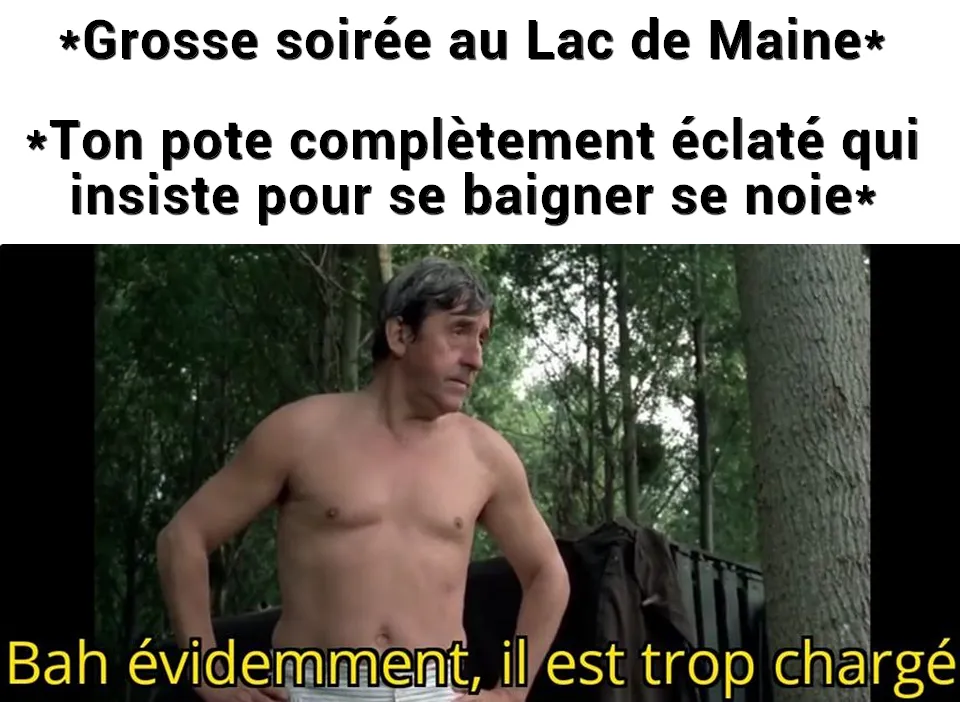 *Grosse soirée au Lac de Maine*
*Ton pote complètement éclaté qui
insiste pour se baigner se noie*
Bah évidemment, il est trop chargé